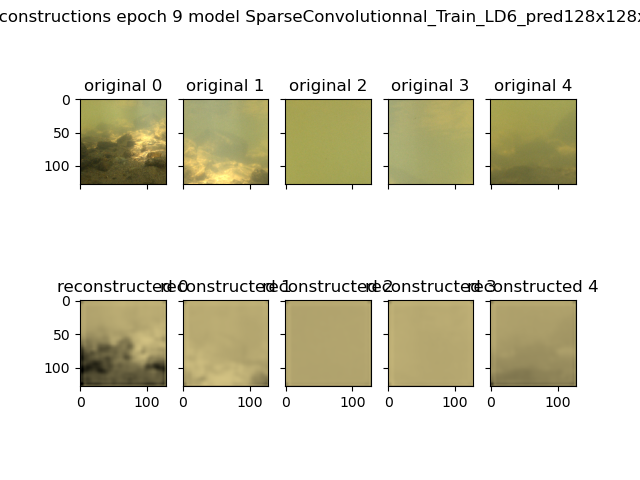 constructions epoch 9 model SparseConvolutionnal_Train_LD6_pred128x128x
original 0 original 1 original 2 original 3 original 4
0
50
100
reconstructed 0 reconstructed 1 reconstructed 2 reconstructed 3 reconstructed 4
0
50
100
0 100 0 100 0 100 0 100 0 100